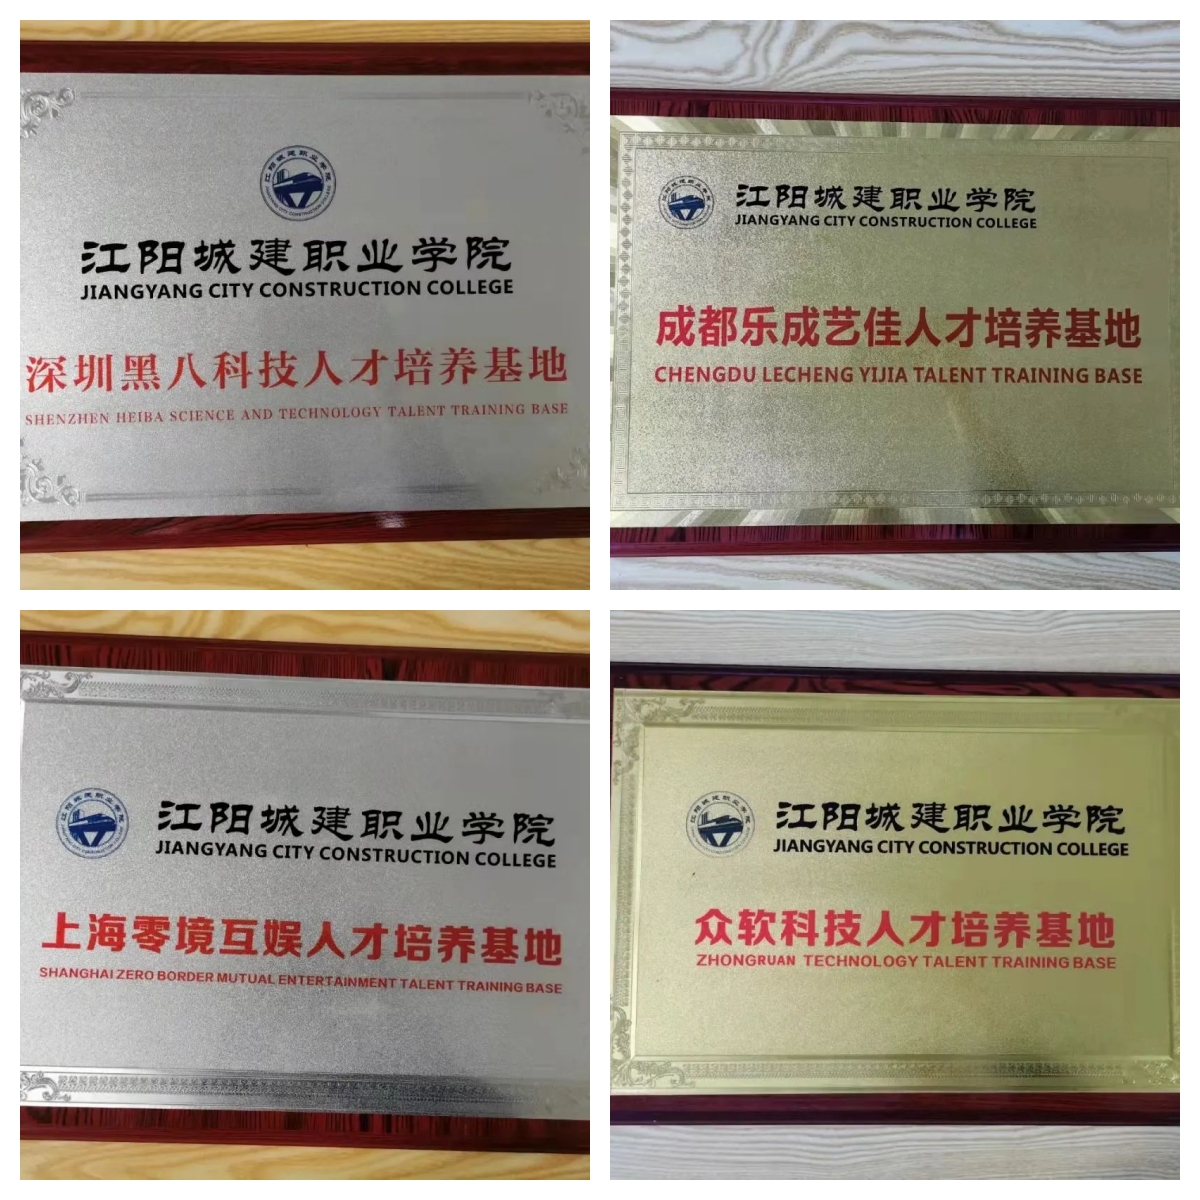 江阳城建职业学院
JIANGYANG CITY CONSTRUCTION COLLEGE
深圳黑八科技人才培养基地
SHENZHEN HEIBA SCIENCE AND TECHNOLOGY TALENT TRAINING BASE
江阳城建职业学院
JIANGYANG CITY CONSTRUCTION COLLEGE
成都乐成艺佳人才培养基地
CHENGDU LECHENG YIJIA TALENT TRAINING BASE
江阳城建职业学院
JIANGYANG CITY CONSTRUCTION COLLEGE
上海零境互娱人才培养基地
SHANGHAI ZERO BORDER MUTUAL ENTERTAINMENT TALENT TRAINING BASE
江阳城建职业学院
JIANGYANG CITY CONSTRUCTION COLLEGE
众软科技人才培养基地
ZHONGRUAN TECHNOLOGY TALENT TRAINING BASE